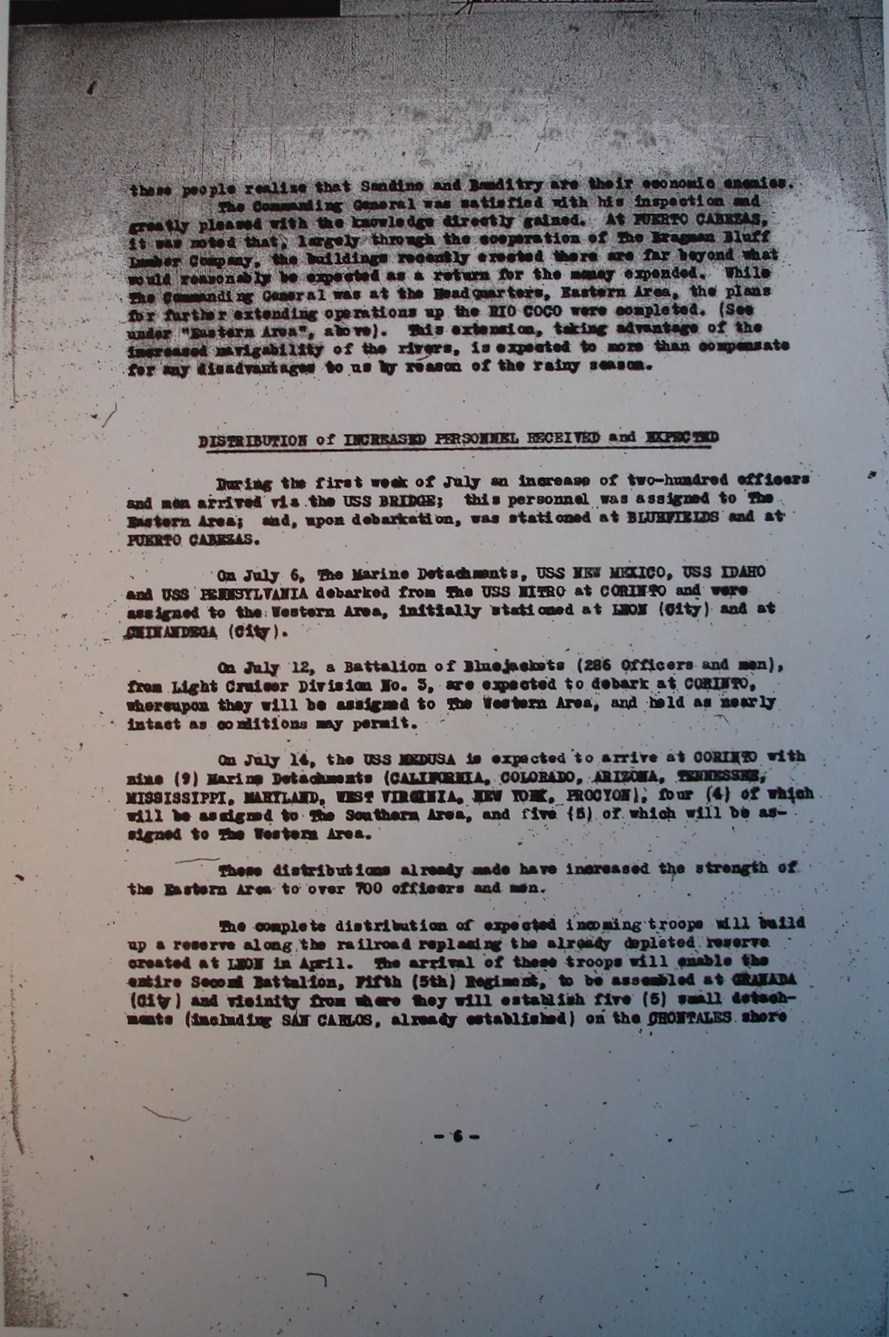 these people realize that Sandino and Banditry are their economic enemies.
The Commanding General was satisfied with his inspection and
greatly pleased with the knowledge directly gained. At PUERTO CABEZAS,
it was noted that, largely through the cooperation of The Bragman Bluff
Lumber Company, the buildings recently erected there are far beyond what
would reasonably be expected as a return for the money expended. While
The Commanding General was at the Headquarters, Eastern Area, the plans
for further extending operations up the RIO COCO were completed. (See
under "Eastern Area", above). This extension, taking advantage of the
increased navigability of the rivers, is expected to more than compensate
for any disadvantages to us by reason of the rainy season.
DISTRIBUTION of INCREASED PERSONNEL RECEIVED and EXPECTED
During the first week of July an increase of two-hundred officers
and men arrived via the USS BRIDGE; this personnel was assigned to The
Eastern Area; and, upon debarkation, was stationed at BLUEFIELDS and at
PUERTO CABEZAS.
On July 6, The Marine Detachments, USS NEW MEXICO, USS IDAHO
and USS PENNSYLVANIA debarked from The USS NITRO at CORINTO and were
assigned to the Western Area, initially stationed at LEON (City) and at
CHINANDEGA (City).
On July 12, a Battalion of Bluejackets (286 Officers and men),
from Light Cruiser Division No. 3, are expected to debark at CORINTO,
whereupon they will be assigned to The Western Area, and held as nearly
intact as conditions may permit.
On July 14, the USS MEDUSA is expected to arrive at CORINTO with
nine (9) Marine Detachments (CALIFORNIA, COLORADO, ARIZONA, TENNESSEE,
MISSISSIPPI, MARYLAND, WEST VIRGINIA, NEW YORK, PROCYON), four (4) of which
will be assigned to The Southern Area, and five (5) of which will be as-
signed to The Western Area.
These distributions already made have increased the strength of
the Eastern Area to over 700 officers and men.
The complete distribution of expected incoming troops will build
up a reserve along the railroad replacing the already depleted reserve
created at LEON in April. The arrival of these troops will enable the
entire Second Battalion, Fifth (5th) Regiment, to be assembled at GRANADA
(City) and vicinity from where they will establish five (5) small detach-
ments (including SAN CARLOS, already established) on the CHONTALES shore
- 6 -